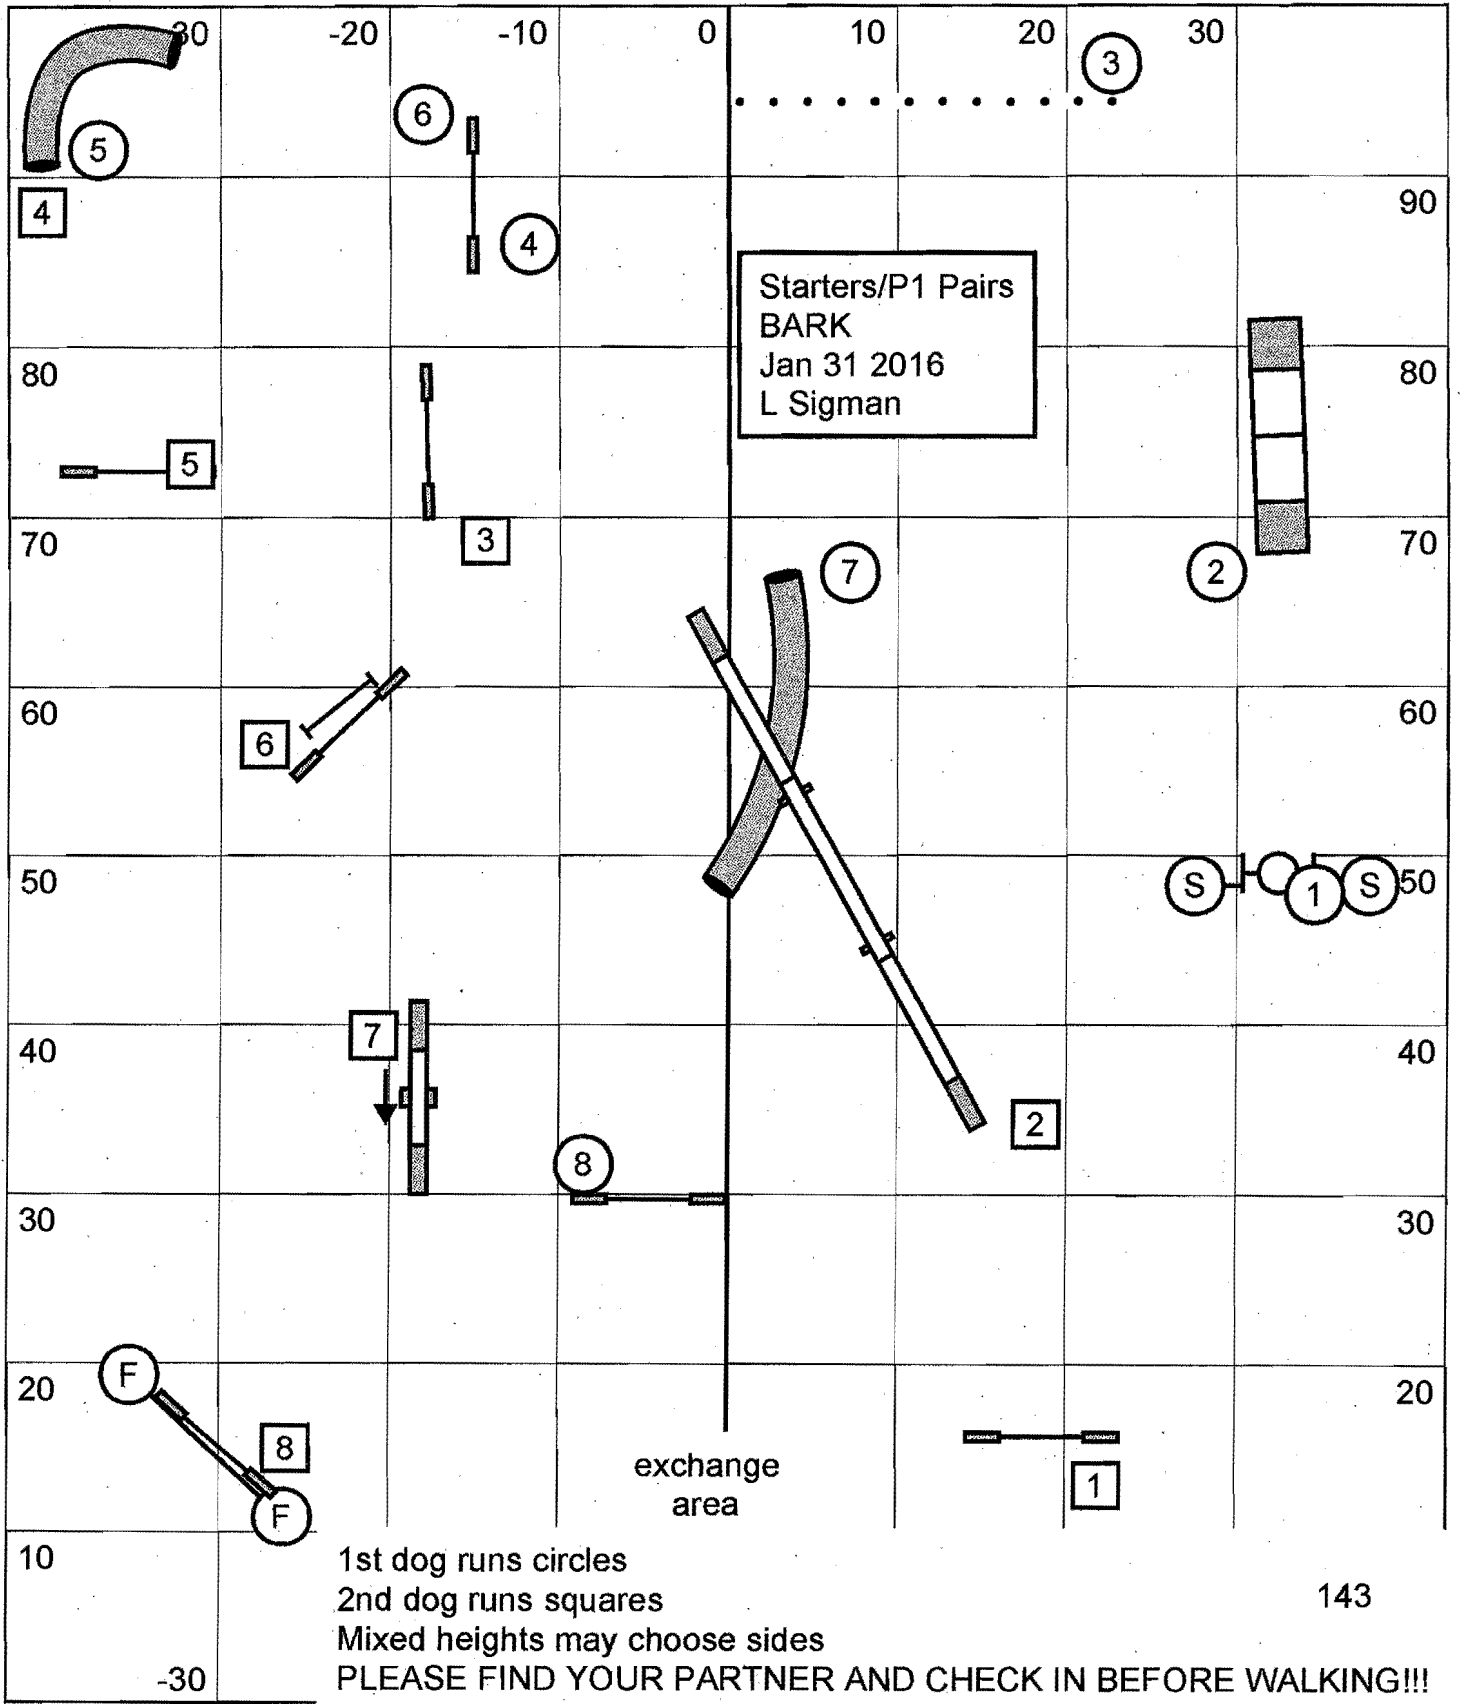 30 -20 -10 0 10 20 30
3
6
5
4 4 90
Starters/P1 Pairs
BARK
Jan 31 2016
L Sigman
80 80
5
3
70 70
7 2
60 60
6
S 1 S 50
50
7
40 40
2
8
30 30
F
20 20
8
exchange
area
1
F
10
1st dog runs circles
2nd dog runs squares
143
Mixed heights may choose sides
-30 PLEASE FIND YOUR PARTNER AND CHECK IN BEFORE WALKING!!!